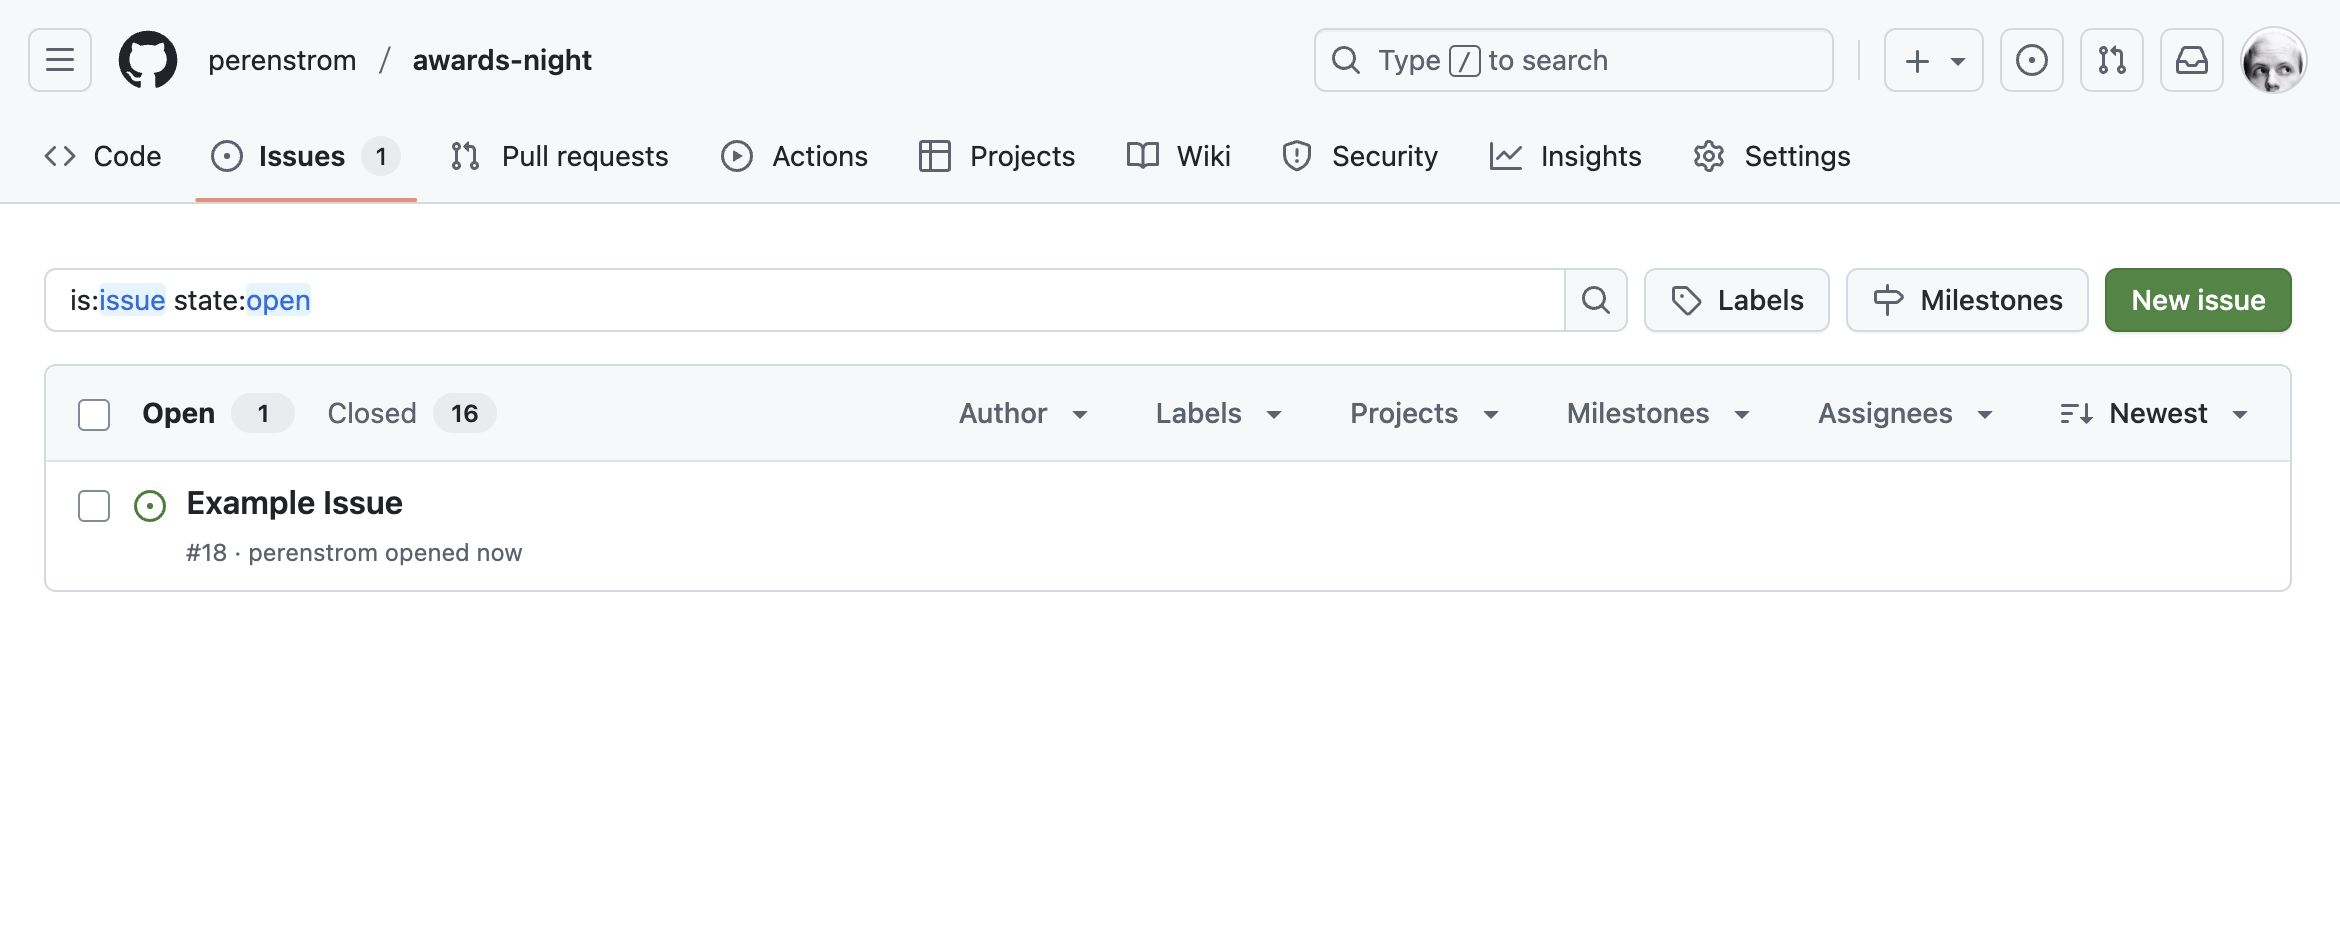 perenstrom / awards-night
Type / to search
Code Issues 1 Pull requests Actions Projects Wiki Security Insights Settings
is:issue state:open
Labels Milestones New issue
Open 1 Closed 16 Author Labels Projects Milestones Assignees Newest
Example Issue
#18 · perenstrom opened now